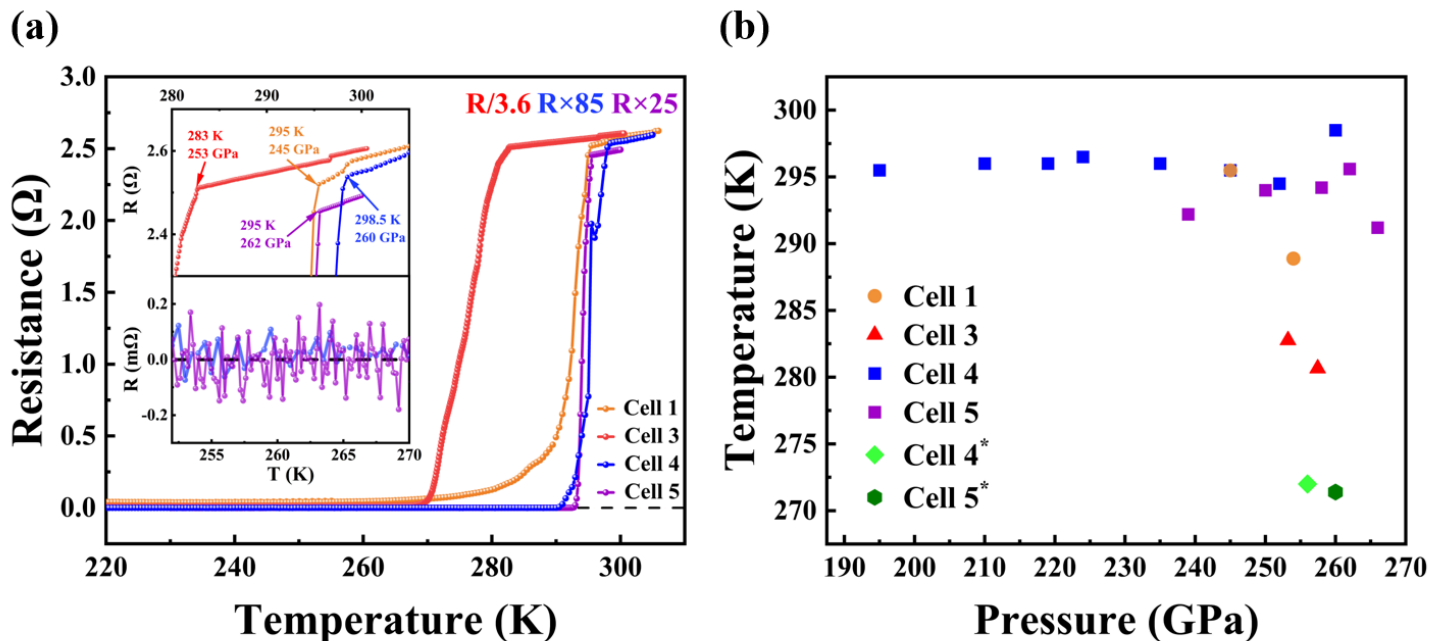 (a)
3.0
2.5
2.0
1.5
1.0
0.5
0.0
Resistance (Ω)
220 240 260 280 300
Temperature (K)
R/3.6 R×85 R×25
280 290 300
2.6
2.4
R (Ω)
283 K
253 GPa
295 K
245 GPa
295 K
262 GPa
298.5 K
260 GPa
0.2
0.0
-0.2
R (mΩ)
255 260 265 270
T (K)
Cell 1
Cell 3
Cell 4
Cell 5
(b)
300
295
290
285
280
275
270
Temperature (K)
Cell 1
Cell 3
Cell 4
Cell 5
Cell 4*
Cell 5*
190 200 210 220 230 240 250 260 270
Pressure (GPa)